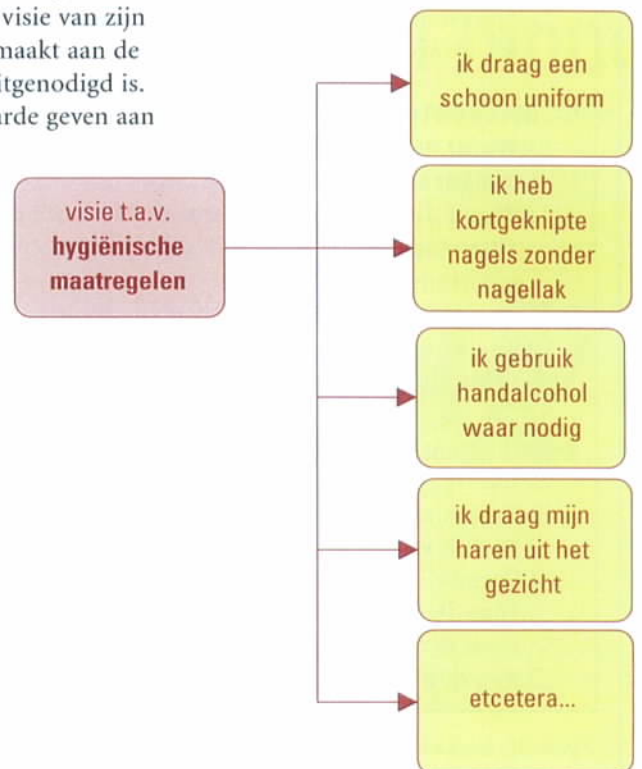 visie van zijn
maakt aan de
itgenodigd is.
arde geven aan
visie t.a.v.
hygiënische
maatregelen
ik draag een
schoon uniform
ik heb
kortgeknipte
nagels zonder
nagellak
ik gebruik
handalcohol
waar nodig
ik draag mijn
haren uit het
gezicht
etcetera...